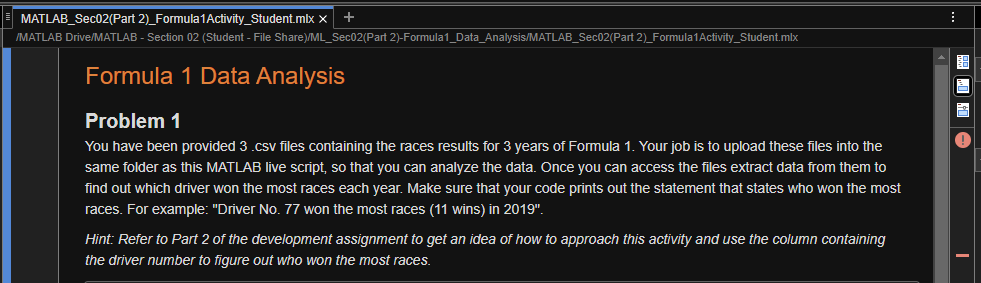 MATLAB_Sec02(Part 2)_Formula1Activity_Student.mlx × +
/MATLAB Drive/MATLAB - Section 02 (Student - File Share)/ML_Sec02(Part 2)-Formula1_Data_Analysis/MATLAB_Sec02(Part 2)_Formula1Activity_Student.mlx
Formula 1 Data Analysis
Problem 1
You have been provided 3 .csv files containing the races results for 3 years of Formula 1. Your job is to upload these files into the
same folder as this MATLAB live script, so that you can analyze the data. Once you can access the files extract data from them to
find out which driver won the most races each year. Make sure that your code prints out the statement that states who won the most
races. For example: "Driver No. 77 won the most races (11 wins) in 2019".
Hint: Refer to Part 2 of the development assignment to get an idea of how to approach this activity and use the column containing
the driver number to figure out who won the most races.